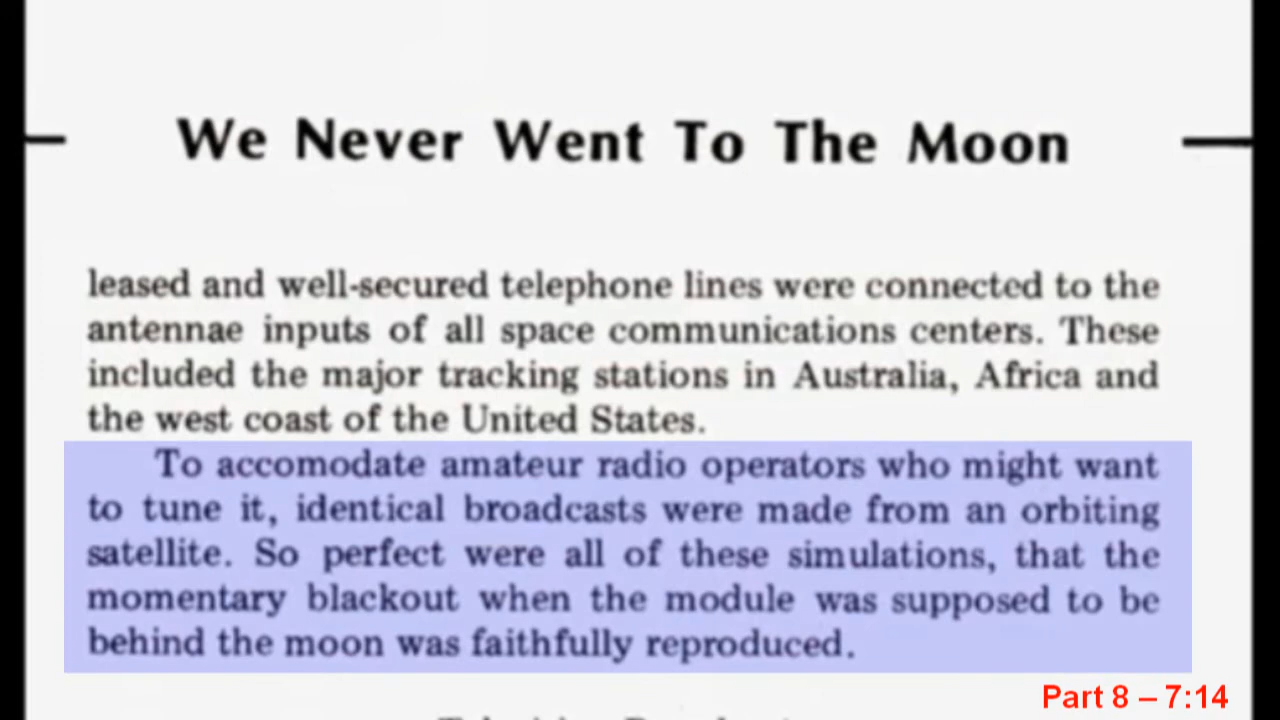 We Never Went To The Moon
leased and well-secured telephone lines were connected to the
antennae inputs of all space communications centers. These
included the major tracking stations in Australia, Africa and
the west coast of the United States.
To accomodate amateur radio operators who might want
to tune it, identical broadcasts were made from an orbiting
satellite. So perfect were all of these simulations, that the
momentary blackout when the module was supposed to be
behind the moon was faithfully reproduced.
Part 8 – 7:14